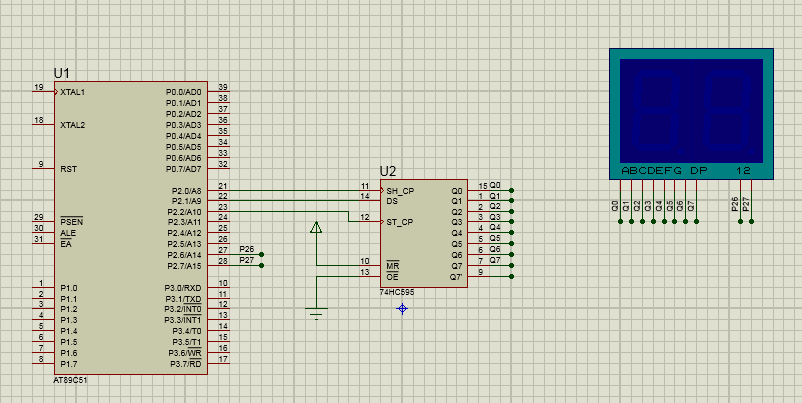 U1
19 XTAL1
18 XTAL2
9 RST
29 PSEN
30 ALE
31 EA
1 P1.0
2 P1.1
3 P1.2
4 P1.3
5 P1.4
6 P1.5
7 P1.6
8 P1.7
P0.0/AD0 39
P0.1/AD1 38
P0.2/AD2 37
P0.3/AD3 36
P0.4/AD4 35
P0.5/AD5 34
P0.6/AD6 33
P0.7/AD7 32
P2.0/A8 21
P2.1/A9 22
P2.2/A10 23
P2.3/A11 24
P2.4/A12 25
P2.5/A13 26
P2.6/A14 27 P26
P2.7/A15 28 P27
P3.0/RXD 10
P3.1/TXD 11
P3.2/INT0 12
P3.3/INT1 13
P3.4/T0 14
P3.5/T1 15
P3.6/WR 16
P3.7/RD 17
AT89C51
U2
11 SH_CP
14 DS
12 ST_CP
10 MR
13 OE
Q0 15 Q0
Q1 1 Q1
Q2 2 Q2
Q3 3 Q3
Q4 4 Q4
Q5 5 Q5
Q6 6 Q6
Q7 7 Q7
Q7' 9
74HC595
ABCDEFG DP 12
Q0 Q1 Q2 Q3 Q4 Q5 Q6 Q7 P26 P27